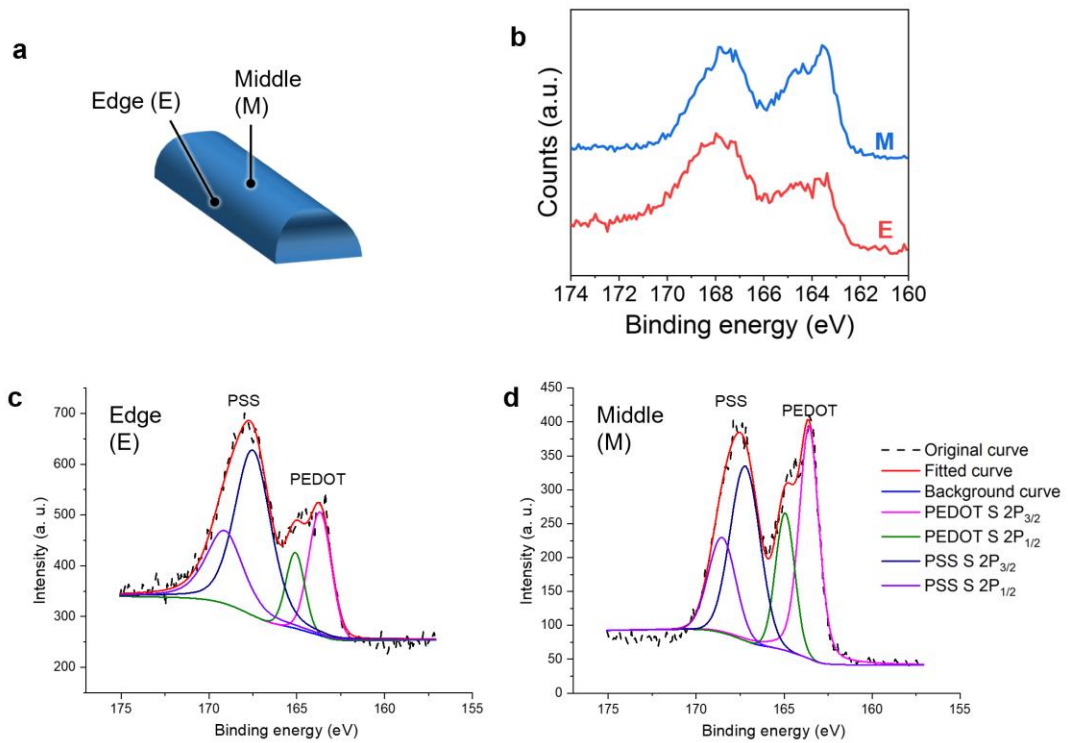 a
Edge (E)
Middle
(M)
b
Counts (a.u.)
M
E
174 172 170 168 166 164 162 160
Binding energy (eV)
c
Edge
(E)
PSS
PEDOT
Intensity (a. u.)
700
600
500
400
300
200
175 170 165 160 155
Binding energy (eV)
d
Middle
(M)
PSS
PEDOT
Intensity (a. u.)
450
400
350
300
250
200
150
100
50
0
175 170 165 160 155
Binding energy (eV)
Original curve
Fitted curve
Background curve
PEDOT S 2P3/2
PEDOT S 2P1/2
PSS S 2P3/2
PSS S 2P1/2